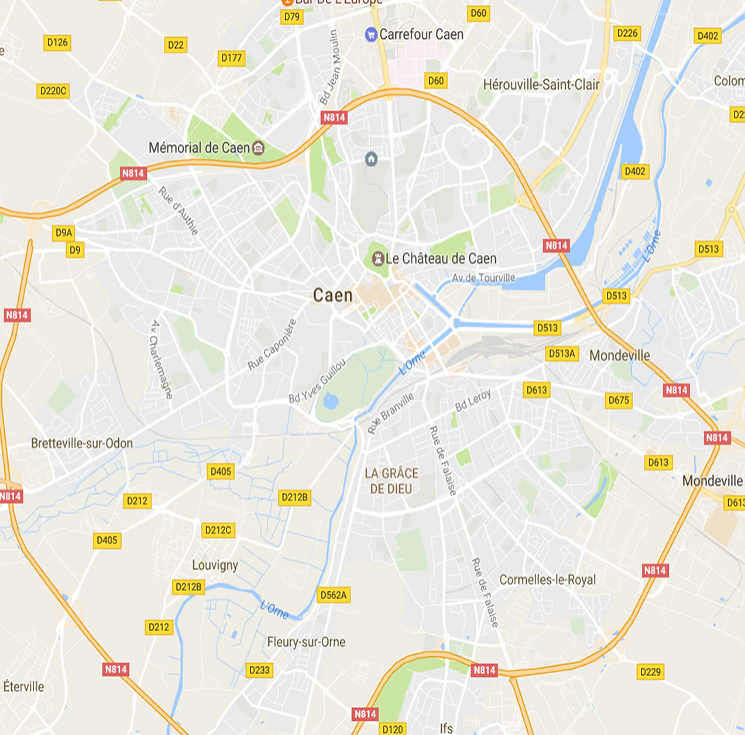 Bar De L'Europe
D79
D60
D226
D402
D126
D22
Carrefour Caen
D177
Bd Jean Moulin
D60
Hérouville-Saint-Clair
Colom
D220C
N814
Mémorial de Caen
N814
D402
Rue d'Authie
D9A
D9
N814
L'Orne
D513
Le Château de Caen
Av.de Tourville
Caen
D513
N814
D513
Av. Charlemagne
Rue Caponière
D513A
Mondeville
L'Orne
Bd Yves Guillou
D613
N814
D675
Rue Branville
Bd Leroy
Bretteville-sur-Odon
N814
Rue de Falaise
D405
D613
LA GRÂCE
DE DIEU
Mondeville
N814
D212
D212B
D613
D212C
D405
Louvigny
N814
D212B
D562A
Cormelles-le-Royal
Rue de Falaise
L'Orne
D212
Fleury-sur-Orne
N814
D233
N814
D229
Éterville
N814
D120
Ifs